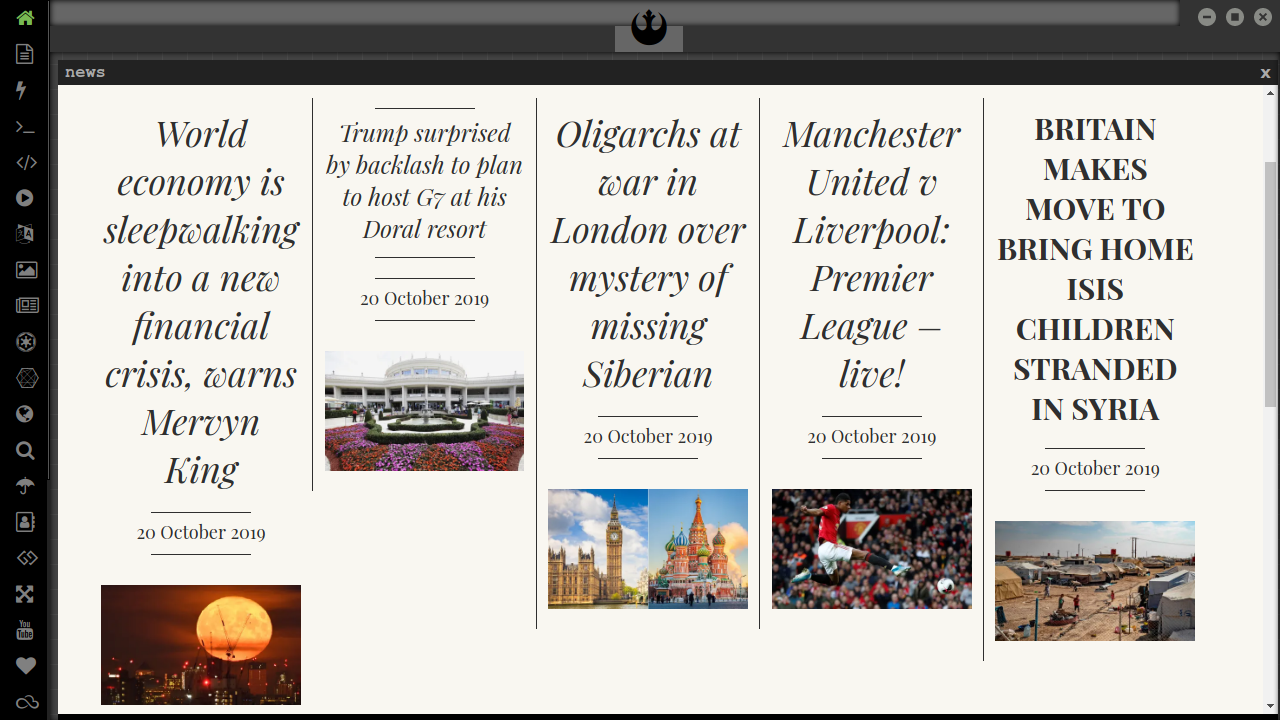 news
x
World
economy is
sleepwalking
into a new
financial
crisis, warns
Mervyn
King
20 October 2019
Trump surprised
by backlash to plan
to host G7 at his
Doral resort
20 October 2019
Oligarchs at
war in
London over
mystery of
missing
Siberian
20 October 2019
Manchester
United v
Liverpool:
Premier
League –
live!
20 October 2019
BRITAIN
MAKES
MOVE TO
BRING HOME
ISIS
CHILDREN
STRANDED
IN SYRIA
20 October 2019
You
Tube